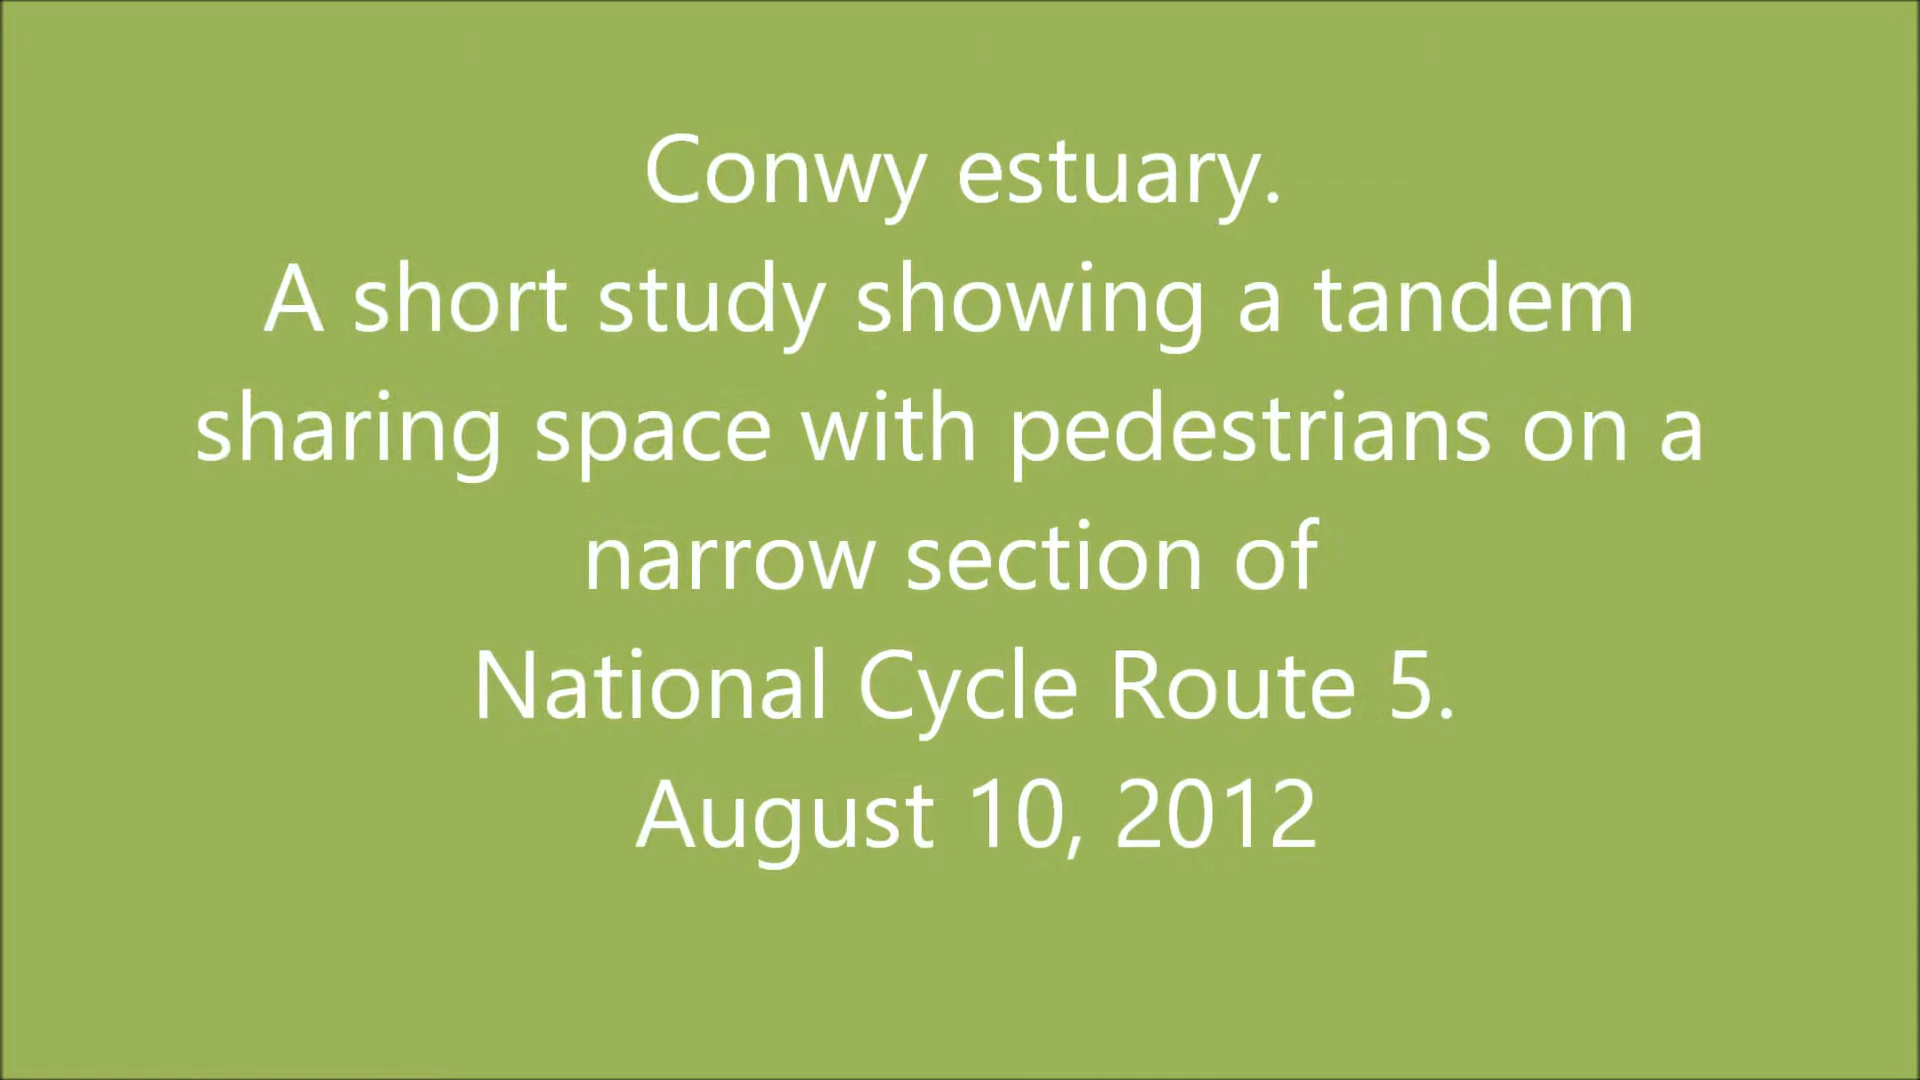 Conwy estuary.
A short study showing a tandem
sharing space with pedestrians on a
narrow section of
National Cycle Route 5.
August 10, 2012